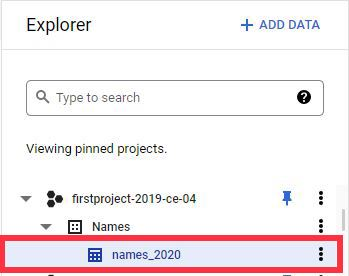 Explorer
+ ADD DATA
Type to search
Viewing pinned projects.
firstproject-2019-ce-04
Names
names_2020